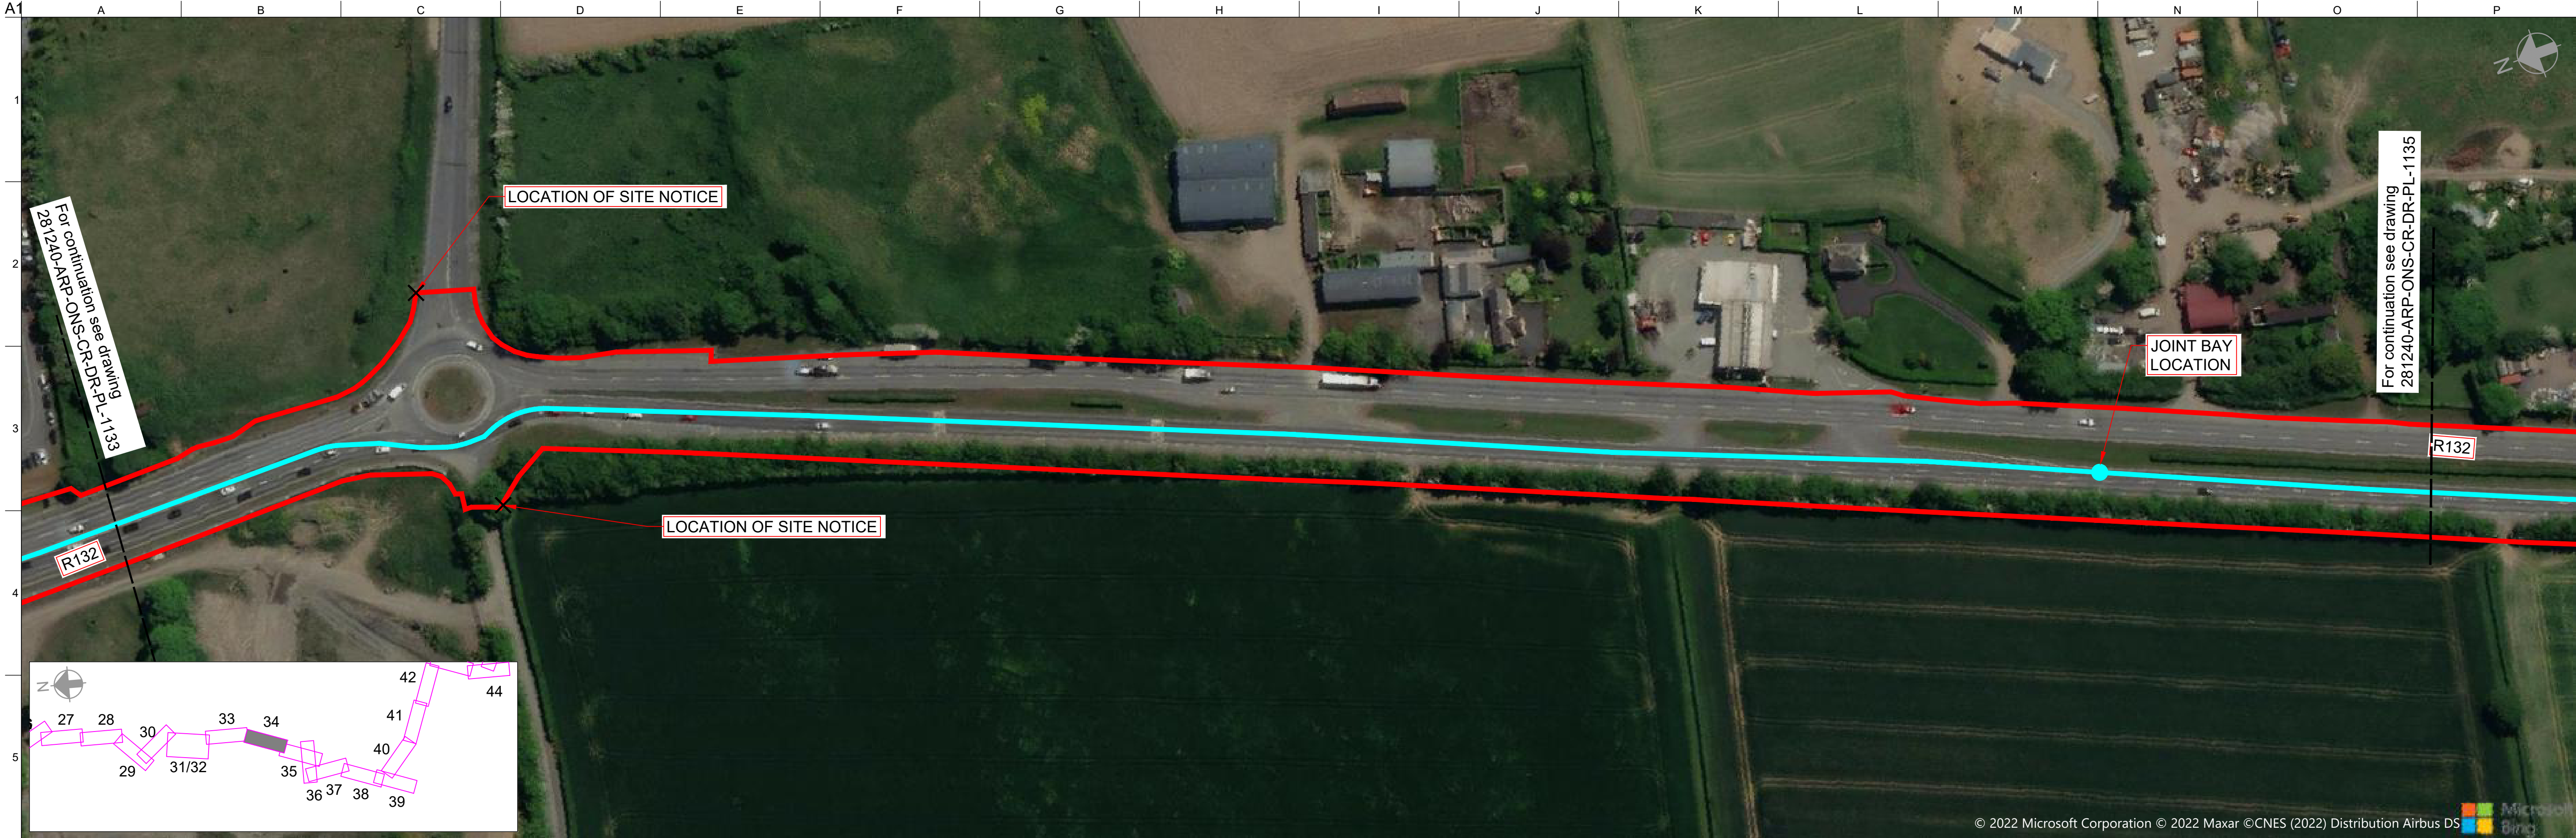 A1
A B C D E F G H I J K L M N O P
1
2
3
4
5
N
For continuation see drawing
281240-ARP-ONS-CR-DR-PL-1133
LOCATION OF SITE NOTICE
LOCATION OF SITE NOTICE
JOINT BAY
LOCATION
For continuation see drawing
281240-ARP-ONS-CR-DR-PL-1135
R132
R132
N
27
28
29
30
31/32
33
34
35
36
37
38
39
40
41
42
44
© 2022 Microsoft Corporation © 2022 Maxar ©CNES (2022) Distribution Airbus DS
Microsoft
Bing